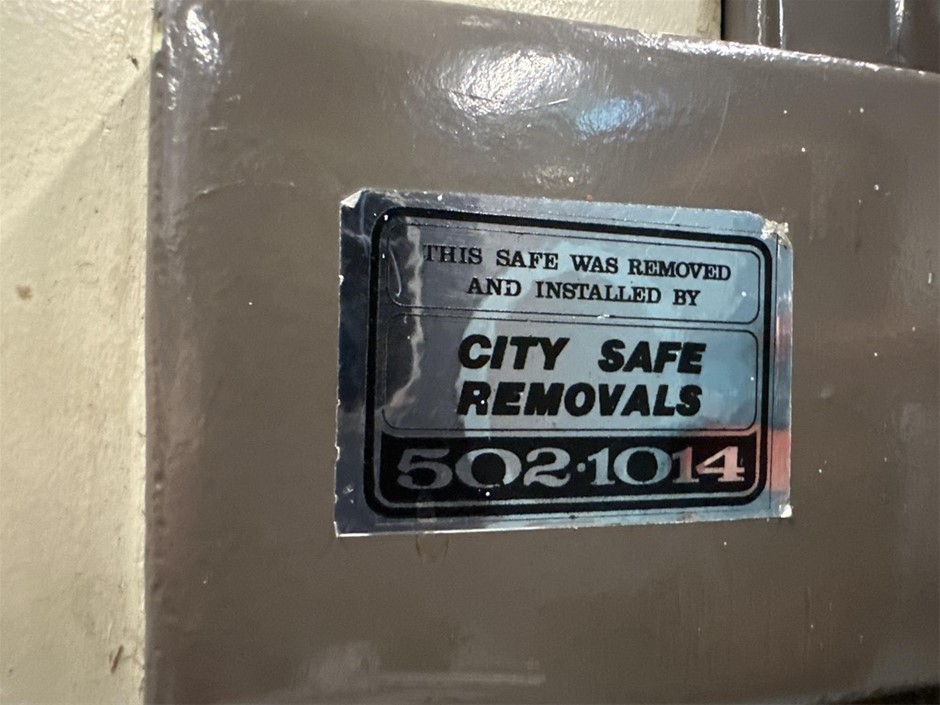 THIS SAFE WAS REMOVED
AND INSTALLED BY
CITY SAFE
REMOVALS
502·1014